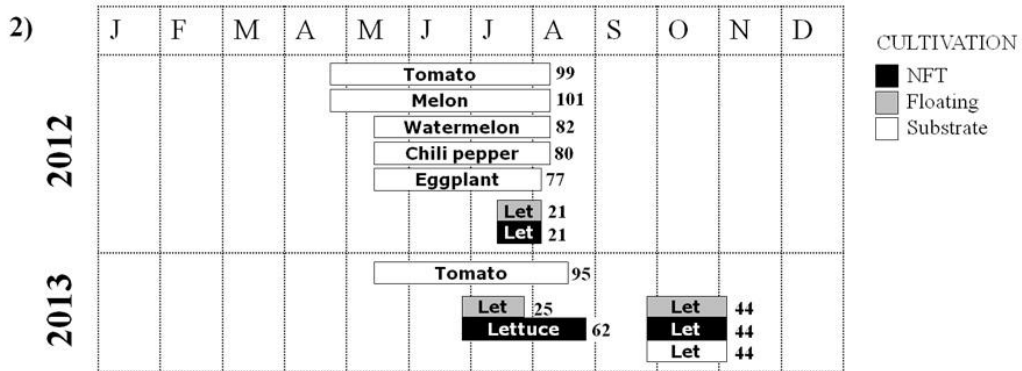 2)
J F M A M J J A S O N D
CULTIVATION
NFT
Floating
Substrate
2012
Tomato 99
Melon 101
Watermelon 82
Chili pepper 80
Eggplant 77
Let 21
Let 21
2013
Tomato 95
Let 25 Let 44
Lettuce 62 Let 44
Let 44